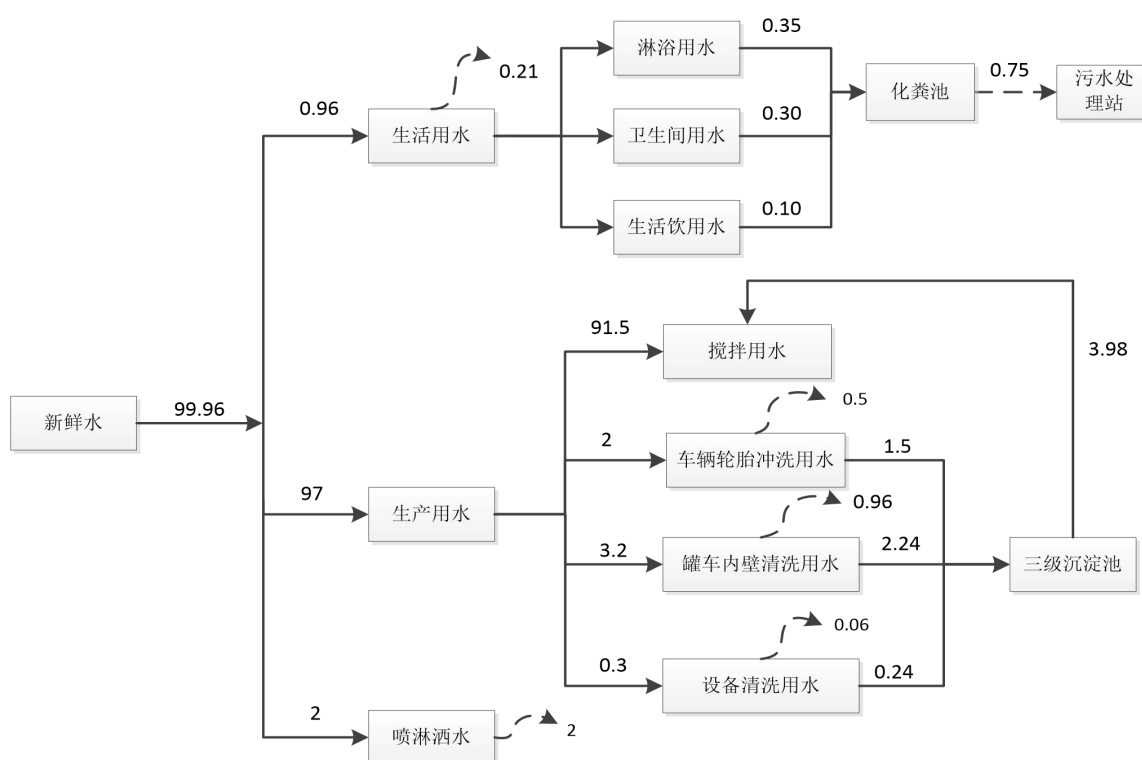 淋浴用水
0.35
0.21
0.96
生活用水
卫生间用水
0.30
化粪池
0.75
污水处
理站
生活饮用水
0.10
91.5
搅拌用水
3.98
新鲜水
99.96
0.5
2
车辆轮胎冲洗用水
1.5
97
生产用水
0.96
3.2
罐车内壁清洗用水
2.24
三级沉淀池
0.06
0.3
设备清洗用水
0.24
2
喷淋洒水
2